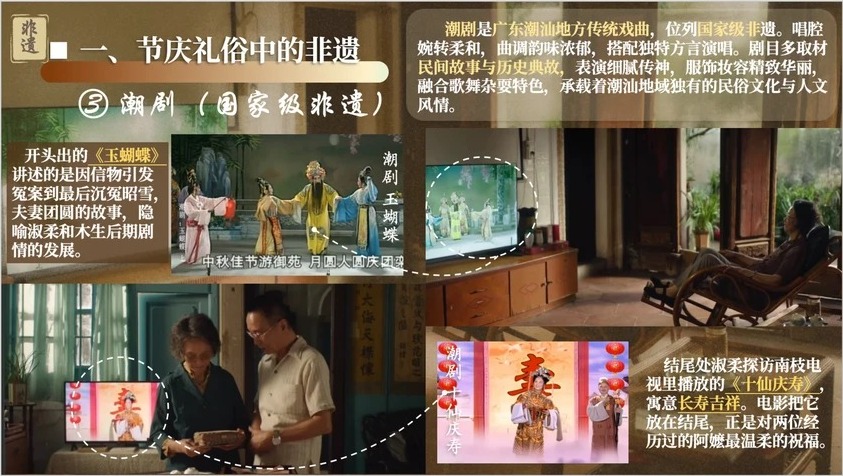 非遗
一、节庆礼俗中的非遗
③潮剧（国家级非遗）
潮剧是广东潮汕地方传统戏曲，位列国家级非遗。唱腔
婉转柔和，曲调韵味浓郁，搭配独特方言演唱。剧目多取材
民间故事与历史典故，表演细腻传神，服饰妆容精致华丽，
融合歌舞杂耍特色，承载着潮汕地域独有的民俗文化与人文
风情。
开头出的《玉蝴蝶》
讲述的是因信物引发
冤案到最后沉冤昭雪，
夫妻团圆的故事，隐
喻淑柔和木生后期剧
情的发展。
潮剧 玉蝴蝶
中秋佳节游御苑 月圆人圆庆团栾
潮剧 十仙庆寿
寿
结尾处淑柔探访南枝电
视里播放的《十仙庆寿》，
寓意长寿吉祥。电影把它
放在结尾，正是对两位经
历过的阿嬷最温柔的祝福。